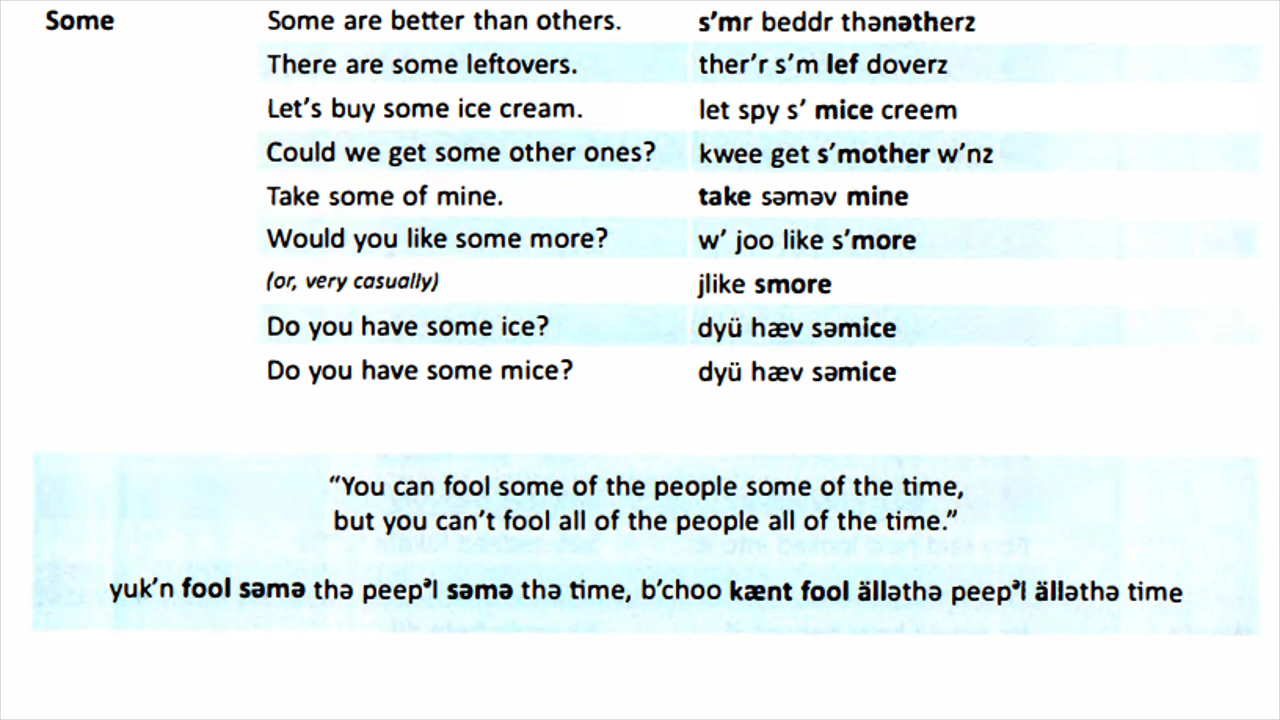 Some Some are better than others. s’mr beddr thənətherz
There are some leftovers. ther’r s’m lef doverz
Let’s buy some ice cream. let spy s’ mice creem
Could we get some other ones? kwee get s’mother w’nz
Take some of mine. take səməv mine
Would you like some more? w’ joo like s’more
(or, very casually) jlike smore
Do you have some ice? dyü hæv səmice
Do you have some mice? dyü hæv səmice
“You can fool some of the people some of the time,
but you can’t fool all of the people all of the time.”
yuk’n fool səmə thə peepᵊl səmə thə time, b’choo kænt fool älləthə peepᵊl älləthə time